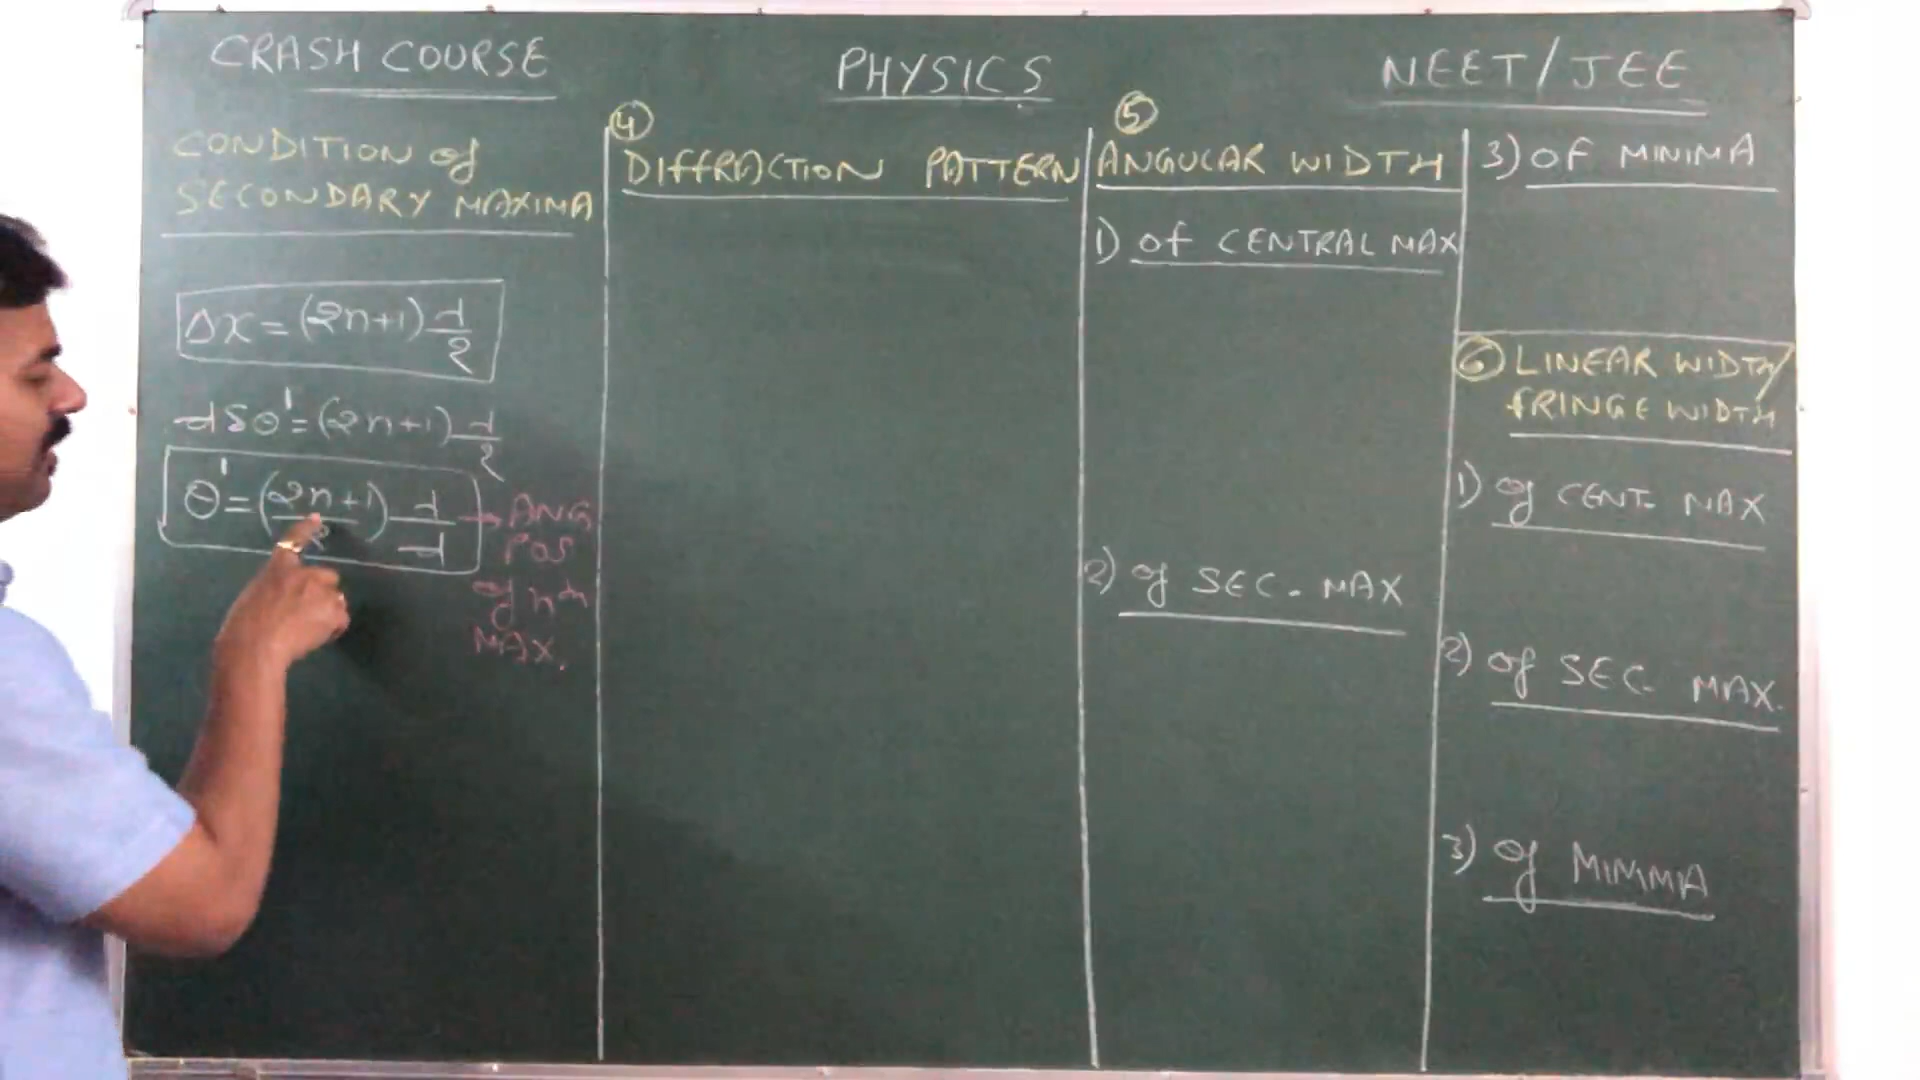 CRASH COURSE
PHYSICS
NEET/JEE
CONDITION of
SECONDARY MAXIMA
Δx = (2n+1) λ/2
d s θ' = (2n+1) λ/2
θ' = (2n+1)/2 λ/d → ANG
POS
of nth
MAX.
4
DIFFRACTION PATTERN
5
ANGULAR WIDTH
1) of CENTRAL MAX
2) of SEC. MAX
3) OF MINIMA
6 LINEAR WIDTH/
FRINGE WIDTH
1) of CENT. MAX
2) of SEC. MAX.
3) of MINIMA